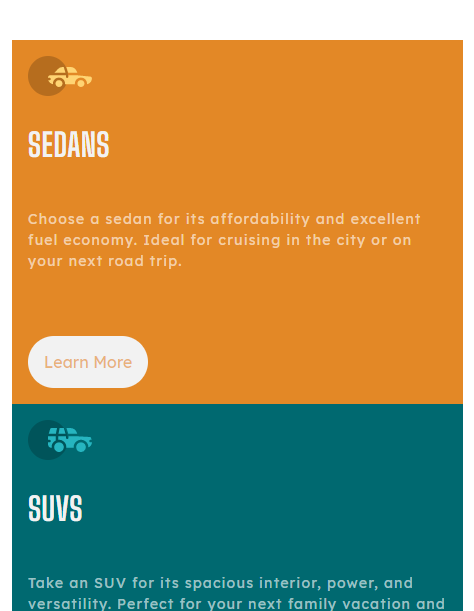 SEDANS
Choose a sedan for its affordability and excellent
fuel economy. Ideal for cruising in the city or on
your next road trip.
Learn More
SUVS
Take an SUV for its spacious interior, power, and
versatility. Perfect for your next family vacation and